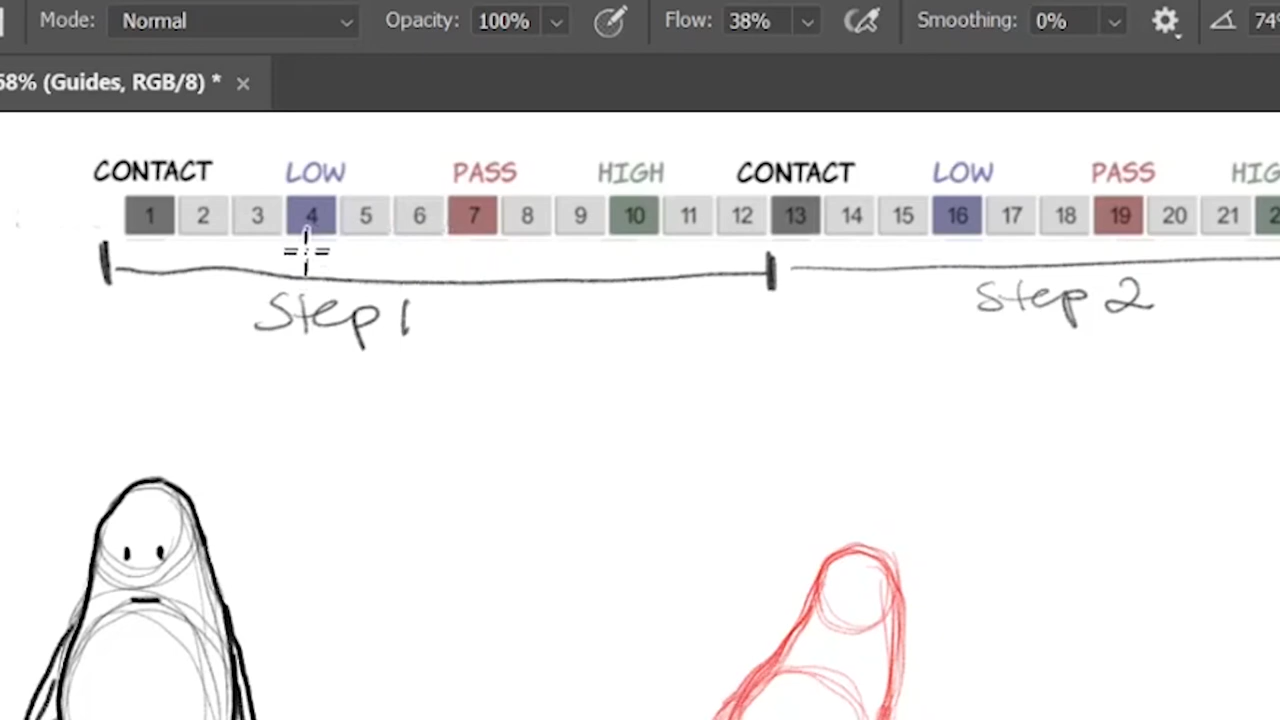 Mode: Normal Opacity: 100% Flow: 38% Smoothing: 0% 74%
58% (Guides, RGB/8) *
CONTACT LOW PASS HIGH CONTACT LOW PASS HIG
1 2 3 4 5 6 7 8 9 10 11 12 13 14 15 16 17 18 19 20 21 2
Step 1 Step 2